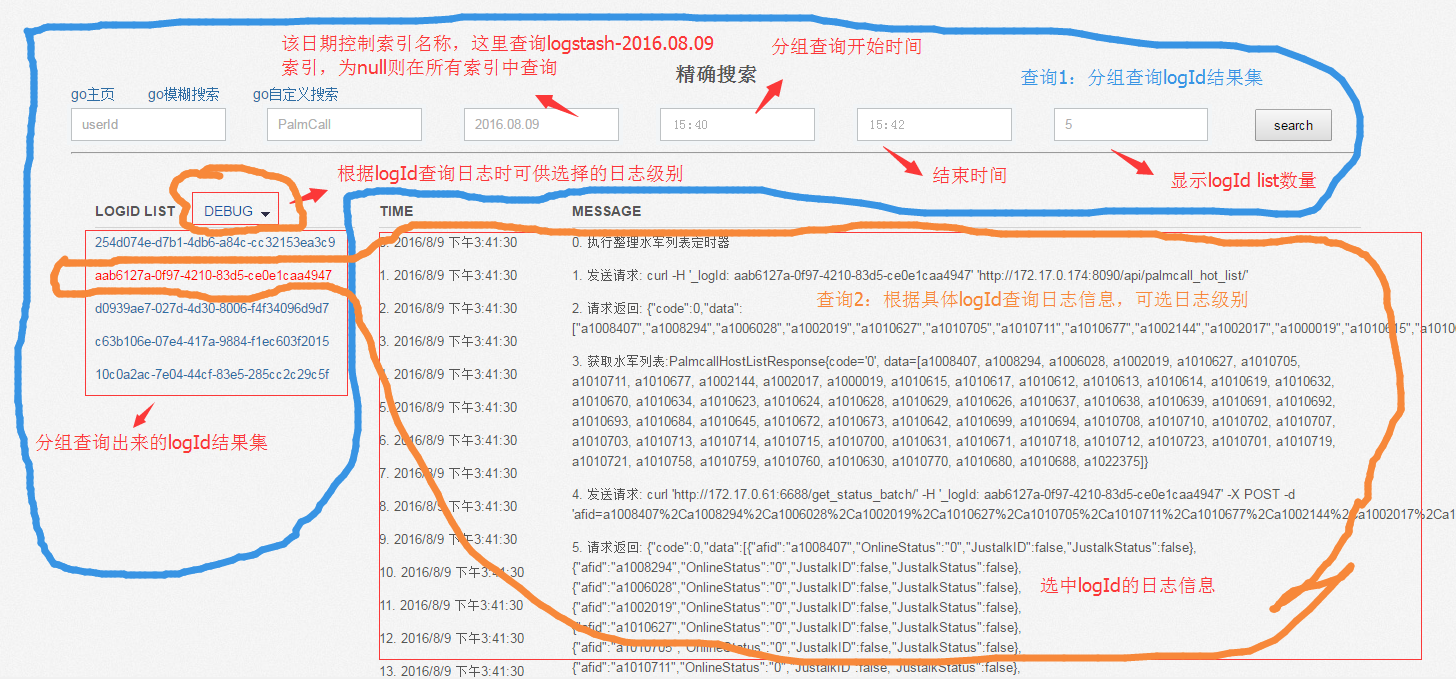 该日期控制索引名称，这里查询logstash-2016.08.09
索引，为null则在所有索引中查询
分组查询开始时间
精确搜索
查询1：分组查询logId结果集
go主页 go模糊搜索 go自定义搜索
userId PalmCall 2016.08.09 15:40 15:42 5 search
根据logId查询日志时可供选择的日志级别
结束时间
显示logId list数量
LOGID LIST DEBUG TIME MESSAGE
254d074e-d7b1-4db6-a84c-cc32153ea3c9
aab6127a-0f97-4210-83d5-ce0e1caa4947
d0939ae7-027d-4d30-8006-f4f34096d9d7
c63b106e-07e4-417a-9884-f1ec603f2015
10c0a2ac-7e04-44cf-83e5-285cc2c29c5f
分组查询出来的logId结果集
2016/8/9 下午3:41:30
1. 2016/8/9 下午3:41:30
2. 2016/8/9 下午3:41:30
3. 2016/8/9 下午3:41:30
2016/8/9 下午3:41:30
5. 2016/8/9 下午3:41:30
6. 2016/8/9 下午3:41:30
7. 2016/8/9 下午3:41:30
8. 2016/8/9 下午3:41:30
9. 2016/8/9 下午3:41:30
10. 2016/8/9 下午3:41:30
11. 2016/8/9 下午3:41:30
12. 2016/8/9 下午3:41:30
13. 2016/8/9 下午3:41:30
0. 执行整理水军列表定时器
1. 发送请求: curl -H '_logId: aab6127a-0f97-4210-83d5-ce0e1caa4947' 'http://172.17.0.174:8090/api/palmcall_hot_list/'
查询2：根据具体logId查询日志信息，可选日志级别
2. 请求返回: {"code":0,"data":
["a1008407","a1008294","a1006028","a1002019","a1010627","a1010705","a1010711","a1010677","a1002144","a1002017","a1000019","a1010615","a1010617
3. 获取水军列表:PalmcallHostListResponse{code='0', data=[a1008407, a1008294, a1006028, a1002019, a1010627, a1010705,
a1010711, a1010677, a1002144, a1002017, a1000019, a1010615, a1010617, a1010612, a1010613, a1010614, a1010619, a1010632,
a1010670, a1010634, a1010623, a1010624, a1010628, a1010629, a1010626, a1010637, a1010638, a1010639, a1010691, a1010692,
a1010693, a1010684, a1010645, a1010672, a1010673, a1010642, a1010699, a1010694, a1010708, a1010710, a1010702, a1010707,
a1010703, a1010713, a1010714, a1010715, a1010700, a1010631, a1010671, a1010718, a1010712, a1010723, a1010701, a1010719,
a1010721, a1010758, a1010759, a1010760, a1010630, a1010770, a1010680, a1010688, a1022375]}
4. 发送请求: curl 'http://172.17.0.61:6688/get_status_batch/' -H '_logId: aab6127a-0f97-4210-83d5-ce0e1caa4947' -X POST -d
'afid=a1008407%2Ca1008294%2Ca1006028%2Ca1002019%2Ca1010627%2Ca1010705%2Ca1010711%2Ca1010677%2Ca1002144%2Ca1002017%2Ca1
5. 请求返回: {"code":0,"data":[{"afid":"a1008407","OnlineStatus":"0","JustalkID":false,"JustalkStatus":false},
{"afid":"a1008294","OnlineStatus":"0","JustalkID":false,"JustalkStatus":false},
{"afid":"a1006028","OnlineStatus":"0","JustalkID":false,"JustalkStatus":false},
{"afid":"a1002019","OnlineStatus":"0","JustalkID":false,"JustalkStatus":false},
{"afid":"a1010627","OnlineStatus":"0","JustalkID":false,"JustalkStatus":false},
{"afid":"a1010705","OnlineStatus":"0","JustalkID":false,"JustalkStatus":false},
{"afid":"a1010711","OnlineStatus":"0","JustalkID":false,"JustalkStatus":false},
选中logId的日志信息